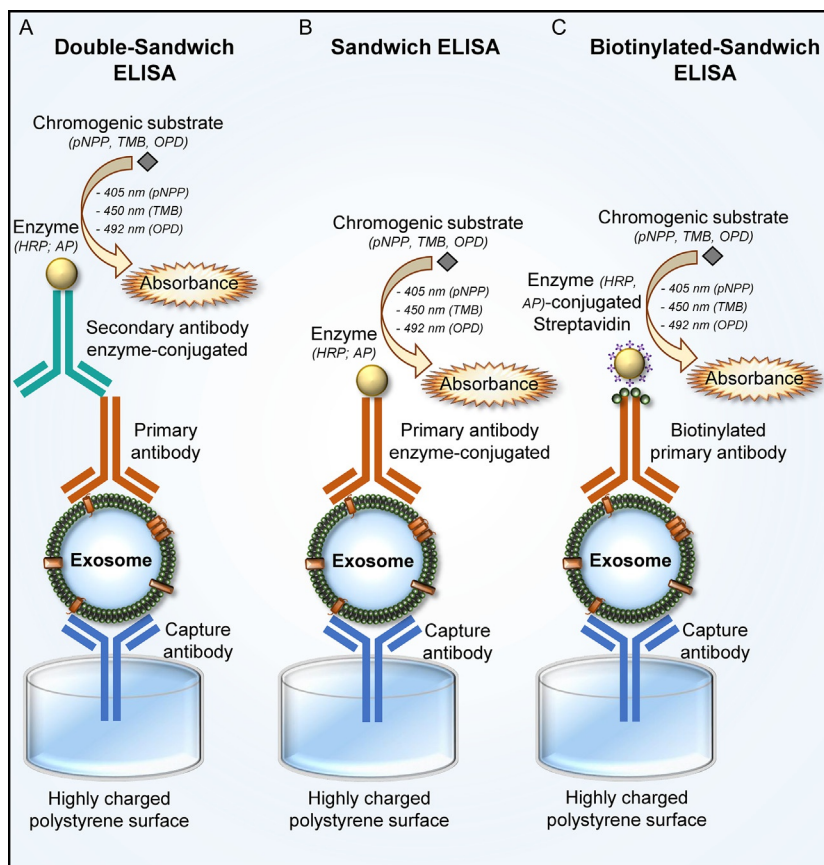 A
Double-Sandwich
ELISA
Chromogenic substrate
(pNPP, TMB, OPD)
- 405 nm (pNPP)
- 450 nm (TMB)
- 492 nm (OPD)
Enzyme
(HRP; AP)
Absorbance
Secondary antibody
enzyme-conjugated
Primary
antibody
Exosome
Capture
antibody
Highly charged
polystyrene surface
B
Sandwich ELISA
Chromogenic substrate
(pNPP, TMB, OPD)
- 405 nm (pNPP)
- 450 nm (TMB)
- 492 nm (OPD)
Enzyme
(HRP; AP)
Absorbance
Primary antibody
enzyme-conjugated
Exosome
Capture
antibody
Highly charged
polystyrene surface
C
Biotinylated-Sandwich
ELISA
Chromogenic substrate
(pNPP, TMB, OPD)
Enzyme (HRP,
AP)-conjugated
Streptavidin
- 405 nm (pNPP)
- 450 nm (TMB)
- 492 nm (OPD)
Absorbance
Biotinylated
primary antibody
Exosome
Capture
antibody
Highly charged
polystyrene surface